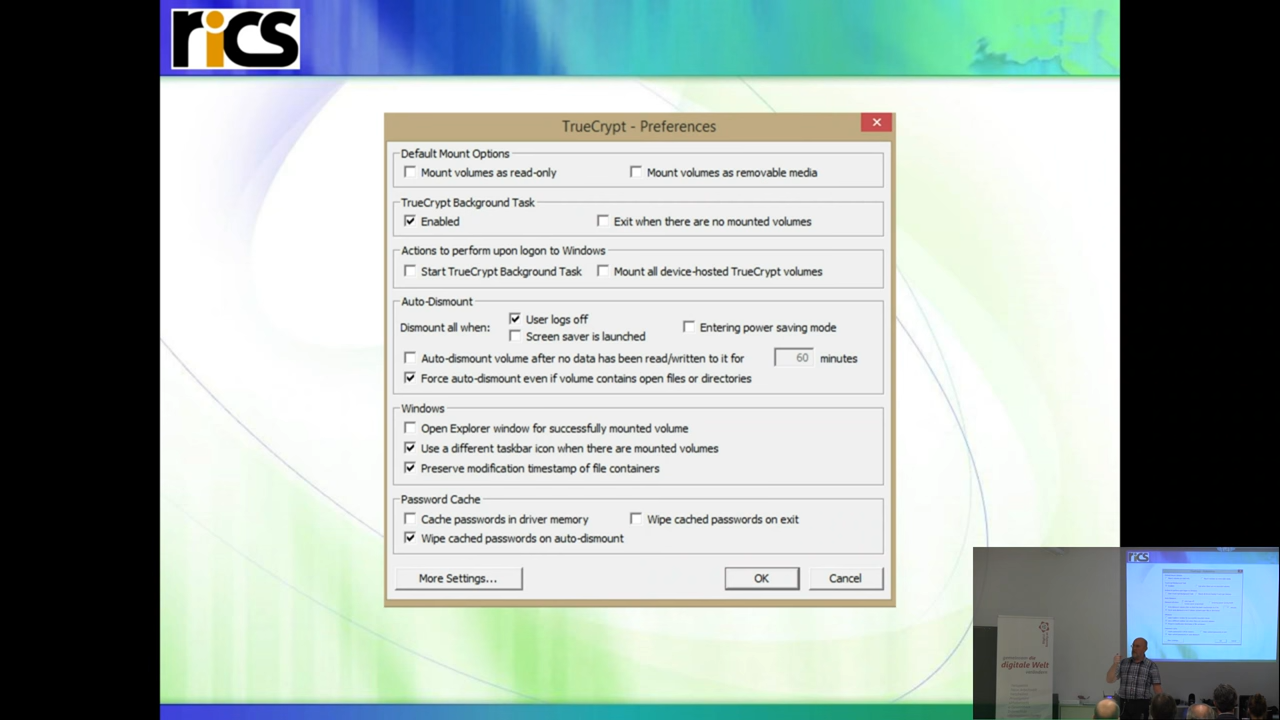 rics
TrueCrypt - Preferences
Default Mount Options
Mount volumes as read-only
Mount volumes as removable media
TrueCrypt Background Task
Enabled
Exit when there are no mounted volumes
Actions to perform upon logon to Windows
Start TrueCrypt Background Task
Mount all device-hosted TrueCrypt volumes
Auto-Dismount
Dismount all when:
User logs off
Screen saver is launched
Entering power saving mode
Auto-dismount volume after no data has been read/written to it for 60 minutes
Force auto-dismount even if volume contains open files or directories
Windows
Open Explorer window for successfully mounted volume
Use a different taskbar icon when there are mounted volumes
Preserve modification timestamp of file containers
Password Cache
Cache passwords in driver memory
Wipe cached passwords on exit
Wipe cached passwords on auto-dismount
More Settings...
OK
Cancel
rics
digitale Welt